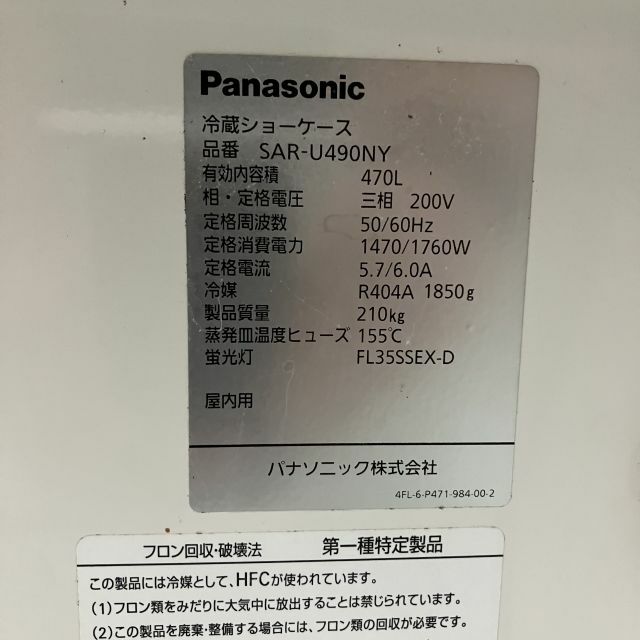 Panasonic
冷蔵ショーケース
品番 SAR-U490NY
有効内容積 470L
相・定格電圧 三相 200V
定格周波数 50/60Hz
定格消費電力 1470/1760W
定格電流 5.7/6.0A
冷媒 R404A 1850g
製品質量 210kg
蒸発皿温度ヒューズ 155℃
蛍光灯 FL35SSEX-D
屋内用
パナソニック株式会社
4FL-6-P471-984-00-2
フロン回収・破壊法 第一種特定製品
この製品には冷媒として、HFCが使われています。
(1)フロン類をみだりに大気中に放出することは禁じられています。
(2)この製品を廃棄・整備する場合には、フロン類の回収が必要です。